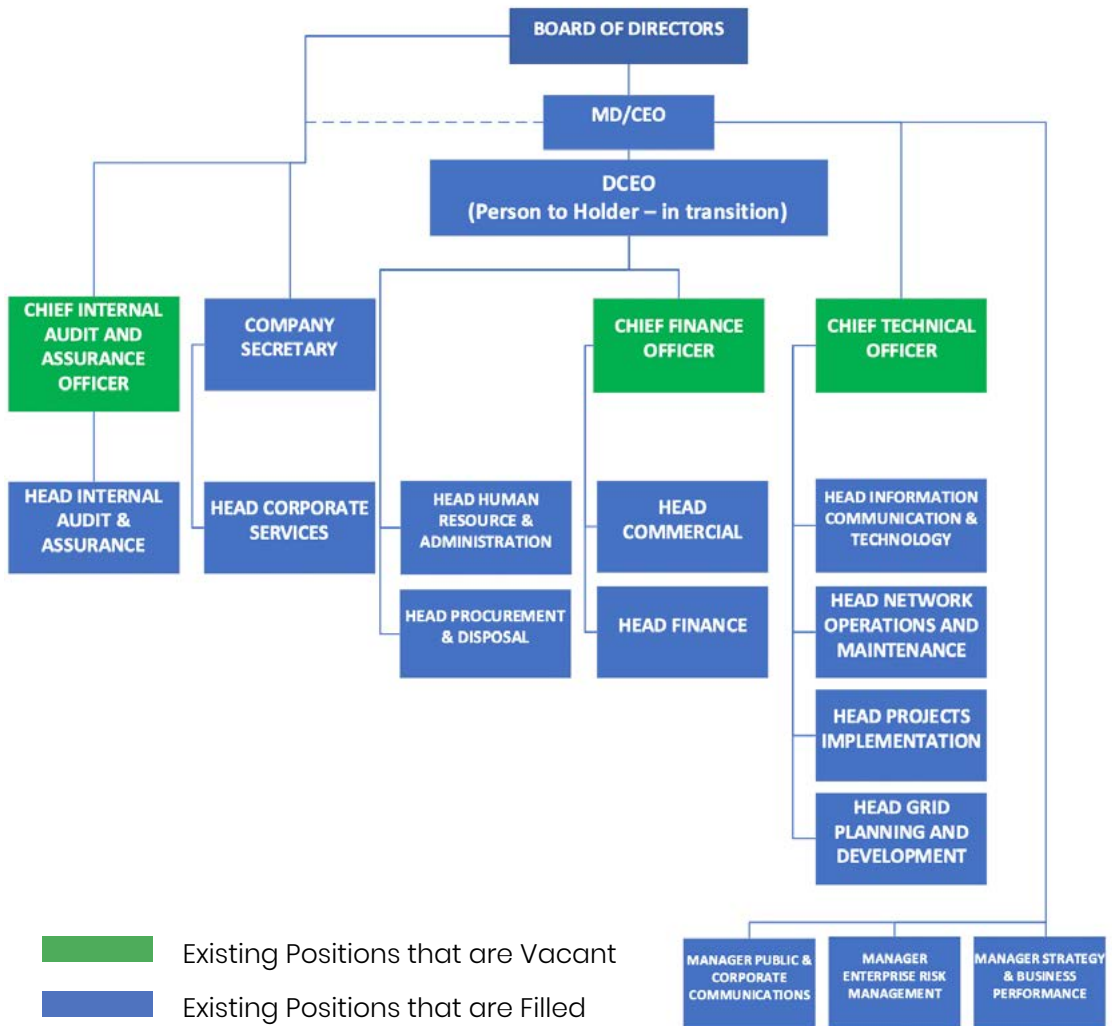 BOARD OF DIRECTORS
MD/CEO
DCEO
(Person to Holder – in transition)
CHIEF INTERNAL
AUDIT AND
ASSURANCE
OFFICER
COMPANY
SECRETARY
CHIEF FINANCE
OFFICER
CHIEF TECHNICAL
OFFICER
HEAD INTERNAL
AUDIT &
ASSURANCE
HEAD CORPORATE
SERVICES
HEAD HUMAN
RESOURCE &
ADMINISTRATION
HEAD
COMMERCIAL
HEAD INFORMATION
COMMUNICATION &
TECHNOLOGY
HEAD PROCUREMENT
& DISPOSAL
HEAD FINANCE
HEAD NETWORK
OPERATIONS AND
MAINTENANCE
HEAD PROJECTS
IMPLEMENTATION
HEAD GRID
PLANNING AND
DEVELOPMENT
MANAGER PUBLIC &
CORPORATE
COMMUNICATIONS
MANAGER
ENTERPRISE RISK
MANAGEMENT
MANAGER STRATEGY
& BUSINESS
PERFORMANCE
Existing Positions that are Vacant
Existing Positions that are Filled